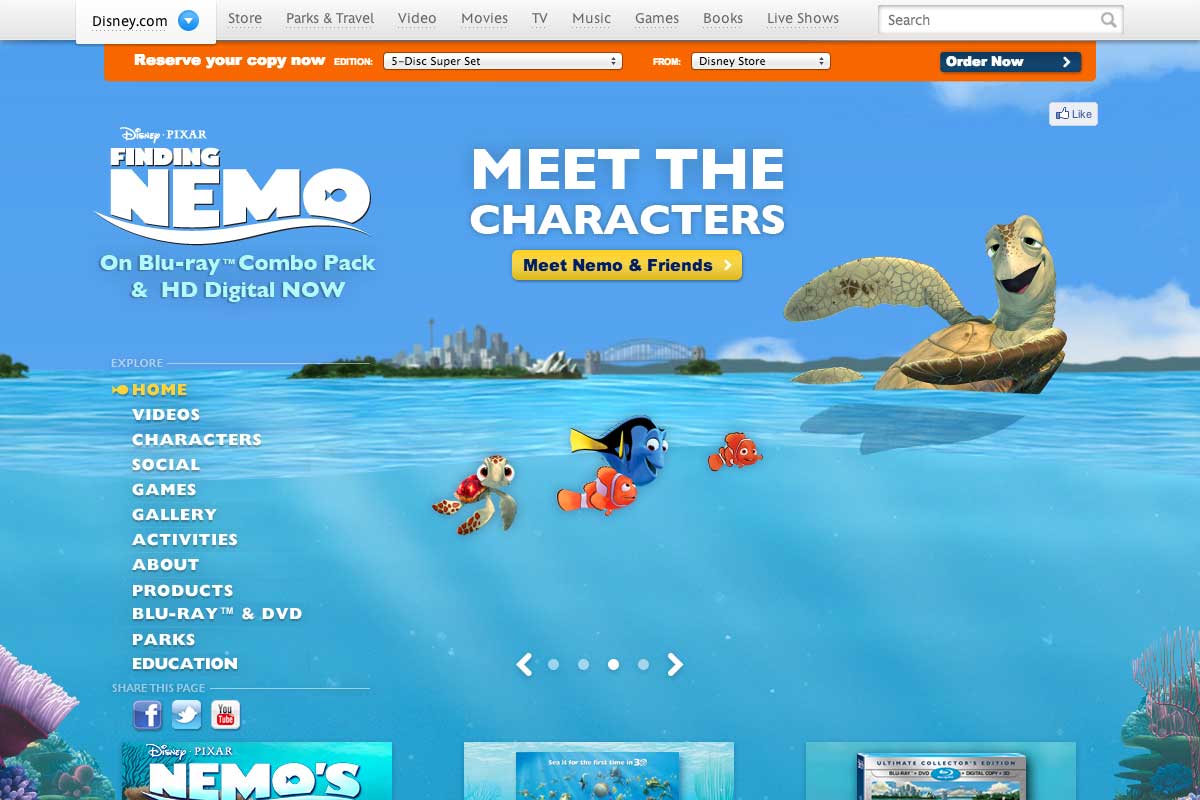 Disney.com
Store
Parks & Travel
Video
Movies
TV
Music
Games
Books
Live Shows
Search
Reserve your copy now
EDITION:
5-Disc Super Set
FROM:
Disney Store
Order Now
Like
Disney · PIXAR
FINDING
NEMO
On Blu-ray™ Combo Pack
& HD Digital NOW
MEET THE
CHARACTERS
Meet Nemo & Friends
EXPLORE
HOME
VIDEOS
CHARACTERS
SOCIAL
GAMES
GALLERY
ACTIVITIES
ABOUT
PRODUCTS
BLU-RAY™ & DVD
PARKS
EDUCATION
SHARE THIS PAGE
f
You
Tube
Disney · PIXAR
NEMO'S
Sea it for the first time in 3D
ULTIMATE COLLECTOR'S EDITION
BLU-RAY + DVD + DIGITAL COPY + 3D